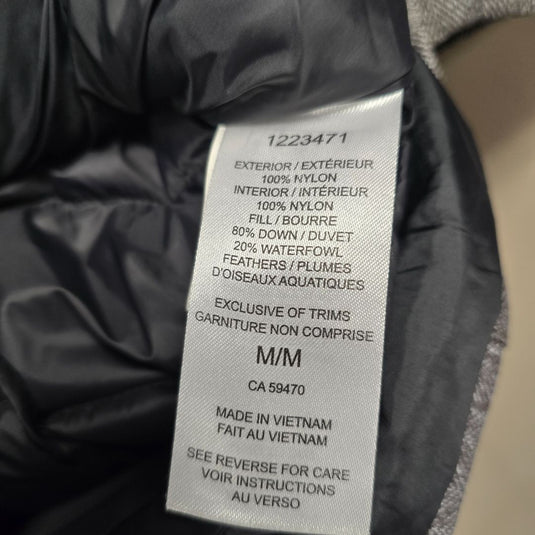 1223471
EXTERIOR / EXTÉRIEUR
100% NYLON
INTERIOR / INTÉRIEUR
100% NYLON
FILL / BOURRE
80% DOWN / DUVET
20% WATERFOWL
FEATHERS / PLUMES
D'OISEAUX AQUATIQUES
EXCLUSIVE OF TRIMS
GARNITURE NON COMPRISE
M/M
CA 59470
MADE IN VIETNAM
FAIT AU VIETNAM
SEE REVERSE FOR CARE
VOIR INSTRUCTIONS
AU VERSO